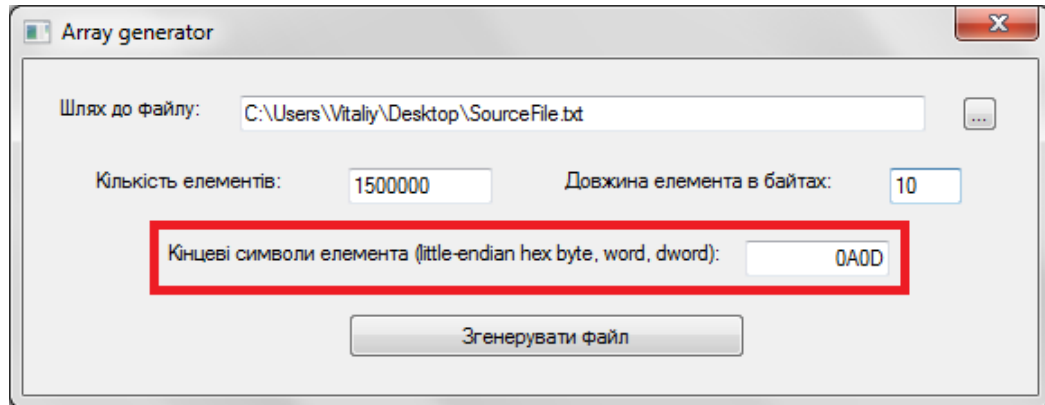 Array generator
Шлях до файлу: C:\Users\Vitaliy\Desktop\SourceFile.txt ...
Кількість елементів: 1500000 Довжина елемента в байтах: 10
Кінцеві символи елемента (little-endian hex byte, word, dword): 0A0D
Згенерувати файл